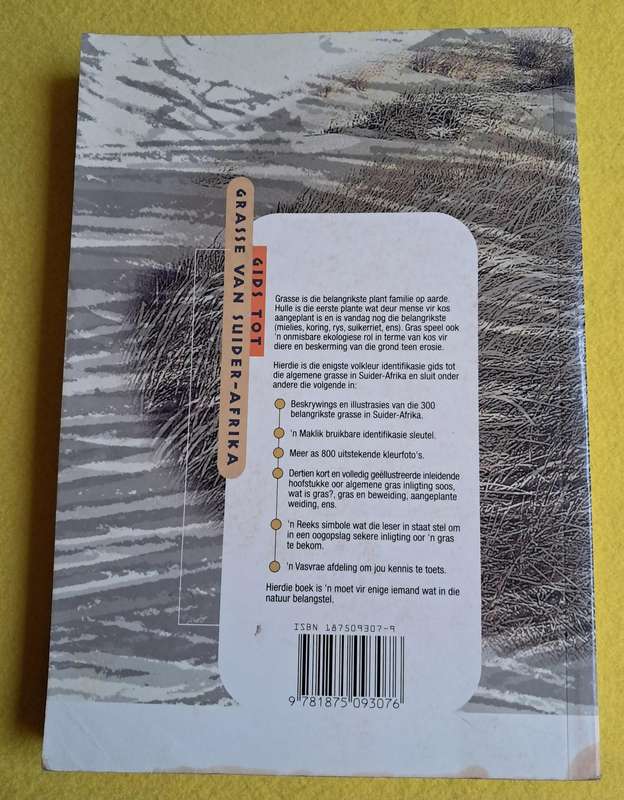 GIDS TOT
GRASSE VAN SUIDER-AFRIKA
Grasse is die belangrikste plant familie op aarde.
Hulle is die eerste plante wat deur mense vir kos
aangeplant is en is vandag nog die belangrikste
(mielies, koring, rys, suikerriet, ens). Gras speel ook
'n onmisbare ekologiese rol in terme van kos vir
diere en beskerming van die grond teen erosie.
Hierdie is die enigste volkleur identifikasie gids tot
die algemene grasse in Suider-Afrika en sluit onder
andere die volgende in:
Beskrywings en illustrasies van die 300
belangrikste grasse in Suider-Afrika.
'n Maklik bruikbare identifikasie sleutel.
Meer as 800 uitstekende kleurfoto's.
Dertien kort en volledig geëllustreerde inleidende
hoofstukke oor algemene gras inligting soos,
wat is gras?, gras en beweiding, aangeplante
weiding, ens.
'n Reeks simbole wat die leser in staat stel om
in een oogopslag sekere inligting oor 'n gras
te bekom.
'n Vasvrae afdeling om jou kennis te toets.
Hierdie boek is 'n moet vir enige iemand wat in die
natuur belangstel.
ISBN 187509307-9
9 781875 093076